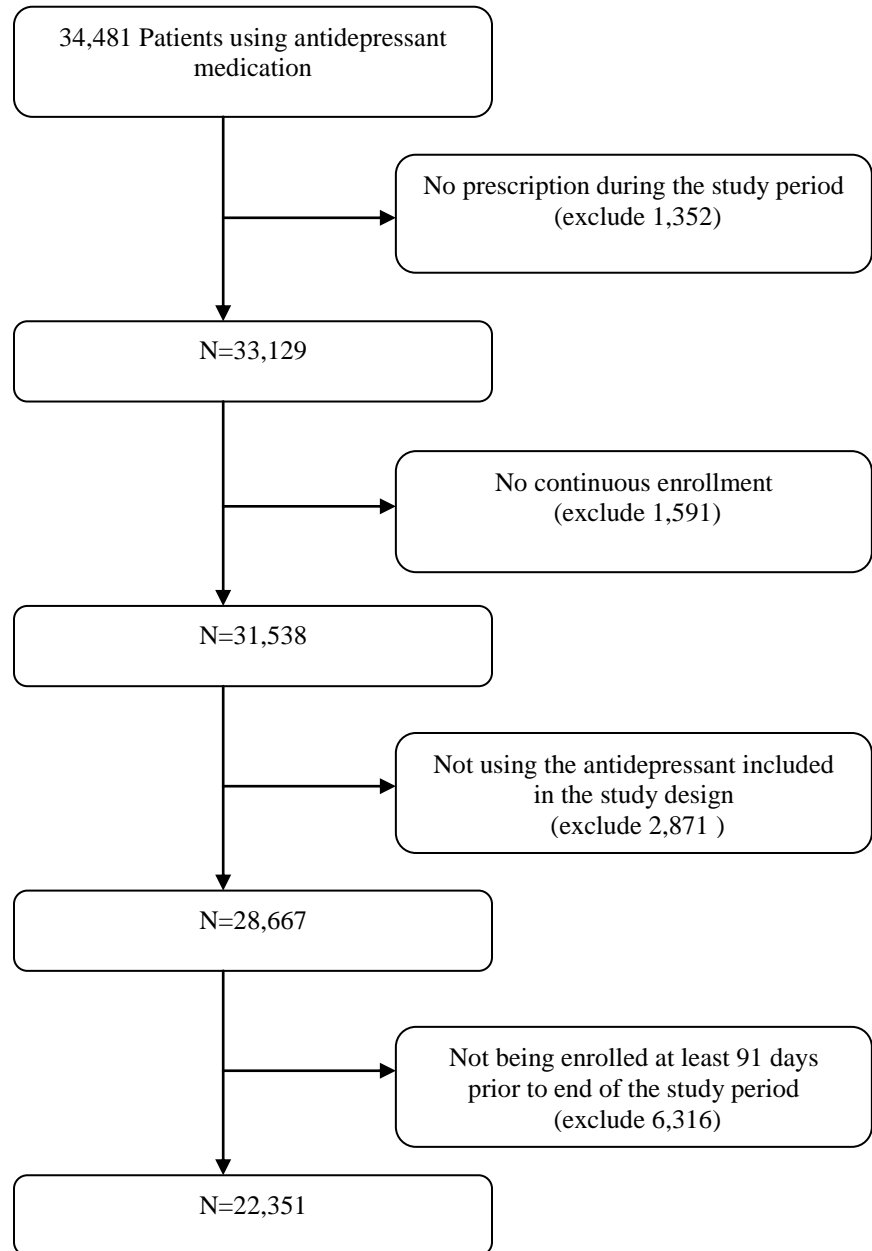 34,481 Patients using antidepressant
medication
No prescription during the study period
(exclude 1,352)
N=33,129
No continuous enrollment
(exclude 1,591)
N=31,538
Not using the antidepressant included
in the study design
(exclude 2,871 )
N=28,667
Not being enrolled at least 91 days
prior to end of the study period
(exclude 6,316)
N=22,351